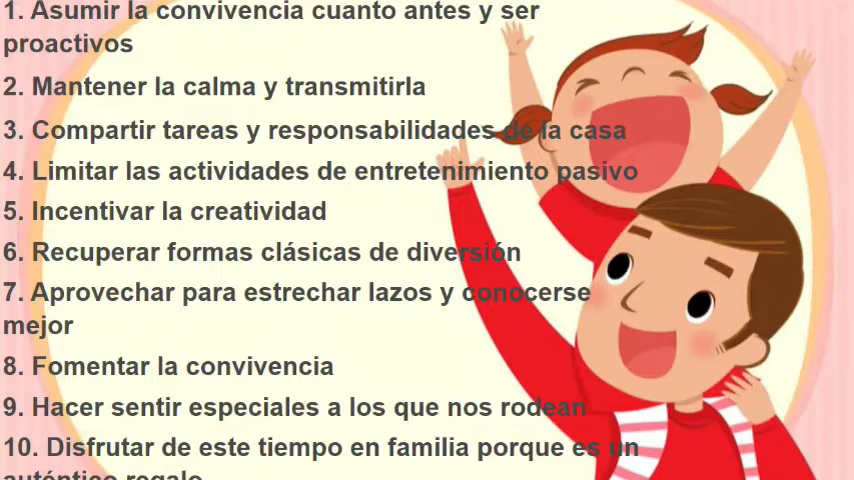 1. Asumir la convivencia cuanto antes y ser
proactivos
2. Mantener la calma y transmitirla
3. Compartir tareas y responsabilidades de la casa
4. Limitar las actividades de entretenimiento pasivo
5. Incentivar la creatividad
6. Recuperar formas clásicas de diversión
7. Aprovechar para estrechar lazos y conocerse
mejor
8. Fomentar la convivencia
9. Hacer sentir especiales a los que nos rodean
10. Disfrutar de este tiempo en familia porque es un
auténtico regalo